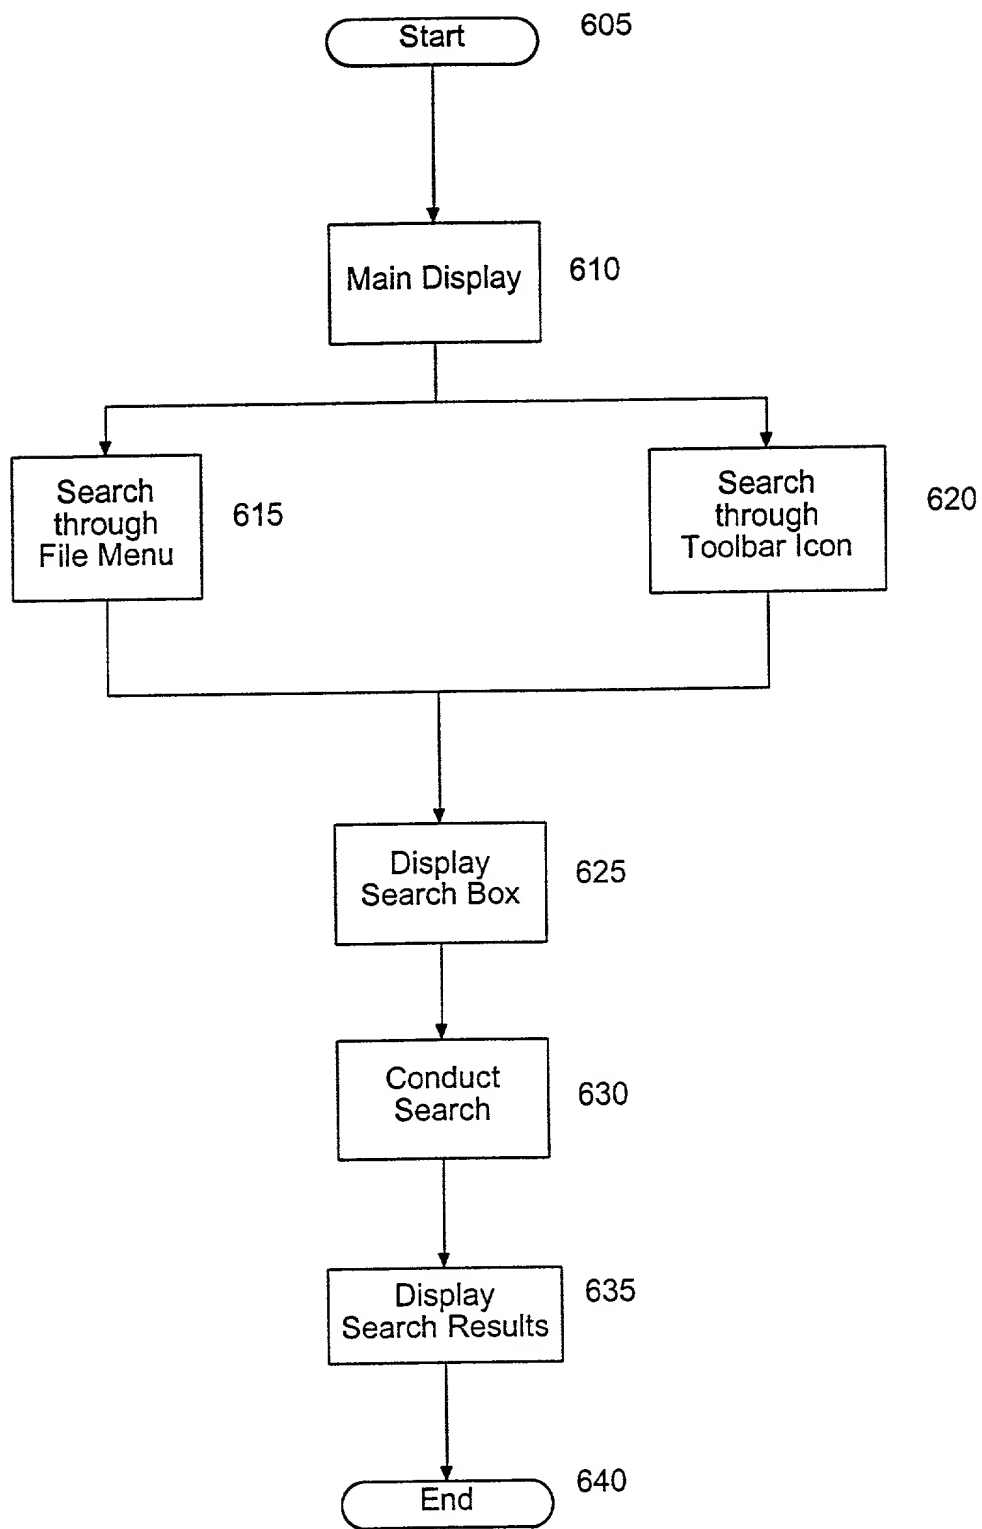 Start
605
Main Display
610
Search
through
File Menu
615
Search
through
Toolbar Icon
620
Display
Search Box
625
Conduct
Search
630
Display
Search Results
635
End
640